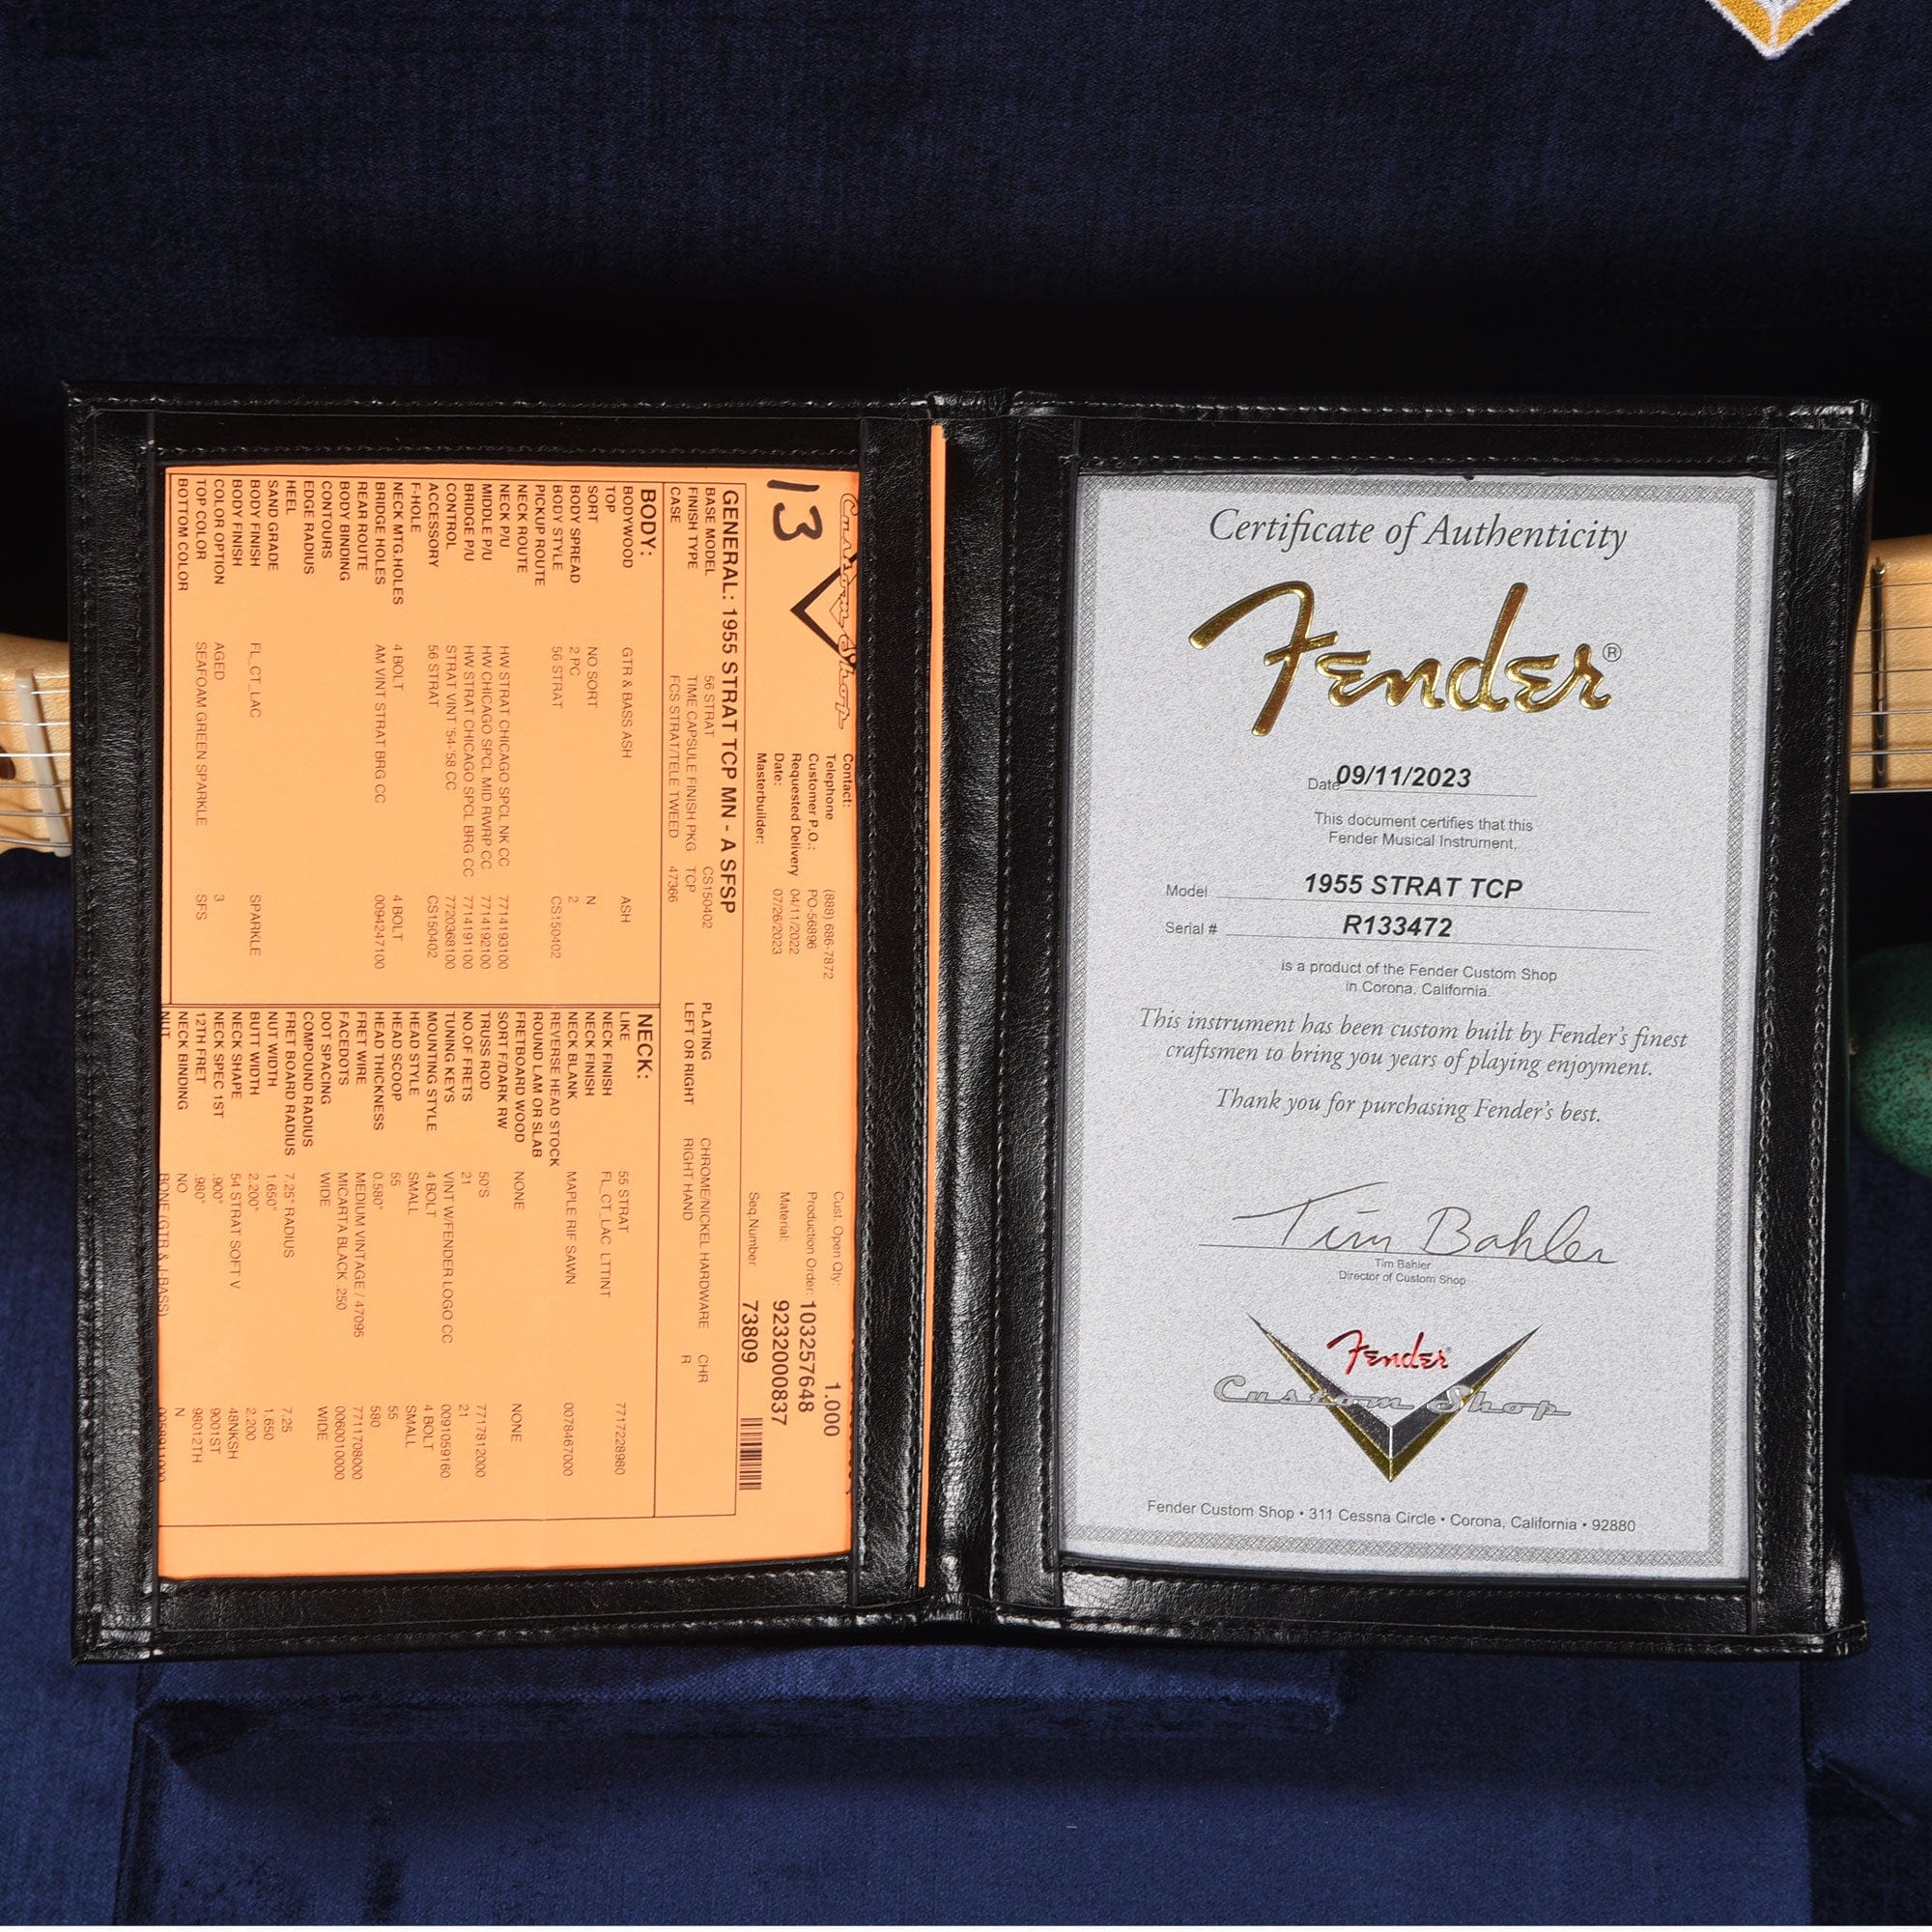 13
Custom Shop
Contact:
Telephone (888) 686-7872
Customer P.O.: PO-56896
Requested Delivery 04/11/2022
Date: 07/26/2023
Masterbuilder:
Cust. Open Qty: 1.000
Production Order: 1032576648
Material: 9232000837
Seq.Number 73809
GENERAL: 1955 STRAT TCP MN - A SFSP
BASE MODEL 56 STRAT CS150402 PLATING CHROME/NICKEL HARDWARE CHR
FINISH TYPE TIME CAPSULE FINISH PKG TCP LEFT OR RIGHT RIGHT HAND R
CASE FCS STRAT/TELE TWEED 47366
BODY:
BODYWOOD GTR & BASS ASH ASH
TOP
SORT NO SORT N
BODY SPREAD 2 PC 2
BODY STYLE 56 STRAT CS150402
PICKUP ROUTE
NECK ROUTE
NECK P/U HW STRAT CHICAGO SPCL NK CC 7714193100
MIDDLE P/U HW CHICAGO SPCL MID RWRP CC 7714192100
BRIDGE P/U HW STRAT CHICAGO SPCL BRG CC 7714191100
CONTROL STRAT VINT '54-'58 CC 7720368100
ACCESSORY 56 STRAT CS150402
F-HOLE
NECK MTG.HOLES 4 BOLT 4 BOLT
BRIDGE HOLES AM VINT STRAT BRG CC 0094247100
REAR ROUTE
BODY BINDING
CONTOURS
EDGE RADIUS
HEEL
SAND GRADE
BODY FINISH FL_CT_LAC SPARKLE
BODY FINISH
COLOR OPTION AGED 3
TOP COLOR SEAFOAM GREEN SPARKLE SFS
BOTTOM COLOR
NECK:
LIKE 55 STRAT 7717228980
NECK FINISH FL_CT_LAC_LTTINT
NECK FINISH
NECK BLANK MAPLE RIF SAWN 0078467000
REVERSE HEAD STOCK
ROUND LAM OR SLAB
FRETBOARD WOOD NONE NONE
SORT F/DARK RW
TRUSS ROD 50'S 7717812000
NO.OF FRETS 21 21
TUNING KEYS VINT W/FENDER LOGO CC 0091059160
MOUNTING STYLE 4 BOLT 4 BOLT
HEAD STYLE SMALL SMALL
HEAD SCOOP 55 55
HEAD THICKNESS 0.580" 580
FRET WIRE MEDIUM VINTAGE / 47095 7711708000
FACEDOTS MICARTA BLACK .250 0060010000
DOT SPACING WIDE WIDE
COMPOUND RADIUS
FRET BOARD RADIUS 7.25" RADIUS 7.25
NUT WIDTH 1.650" 1.650
BUTT WIDTH 2.200" 2.200
NECK SHAPE 54 STRAT SOFT V 48NKSH
NECK SPEC 1ST .900" 9001ST
12TH FRET .980" 98012TH
NECK BINDING NO N
NUT BONE (GTR & J BASS)
Certificate of Authenticity
Fender®
Date 09/11/2023
This document certifies that this
Fender Musical Instrument,
Model 1955 STRAT TCP
Serial # R133472
is a product of the Fender Custom Shop
in Corona, California.
This instrument has been custom built by Fender's finest
craftsmen to bring you years of playing enjoyment.
Thank you for purchasing Fender's best.
Tim Bahler
Tim Bahler
Director of Custom Shop
Fender
Custom Shop
Fender Custom Shop • 311 Cessna Circle • Corona, California • 92880